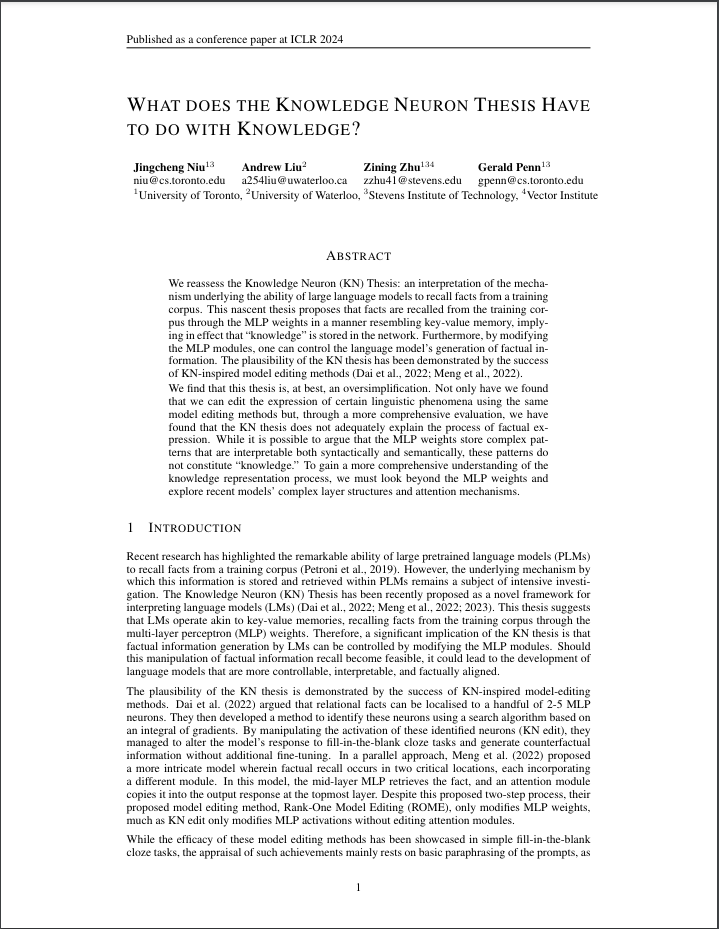 Published as a conference paper at ICLR 2024
WHAT DOES THE KNOWLEDGE NEURON THESIS HAVE
TO DO WITH KNOWLEDGE?
Jingcheng Niu¹³ Andrew Liu² Zining Zhu¹³⁴ Gerald Penn¹³
niu@cs.toronto.edu a254liu@uwaterloo.ca zzhu41@stevens.edu gpenn@cs.toronto.edu
¹University of Toronto, ²University of Waterloo, ³Stevens Institute of Technology, ⁴Vector Institute
ABSTRACT
We reassess the Knowledge Neuron (KN) Thesis: an interpretation of the mecha-
nism underlying the ability of large language models to recall facts from a training
corpus. This nascent thesis proposes that facts are recalled from the training cor-
pus through the MLP weights in a manner resembling key-value memory, imply-
ing in effect that “knowledge” is stored in the network. Furthermore, by modifying
the MLP modules, one can control the language model’s generation of factual in-
formation. The plausibility of the KN thesis has been demonstrated by the success
of KN-inspired model editing methods (Dai et al., 2022; Meng et al., 2022).
We find that this thesis is, at best, an oversimplification. Not only have we found
that we can edit the expression of certain linguistic phenomena using the same
model editing methods but, through a more comprehensive evaluation, we have
found that the KN thesis does not adequately explain the process of factual ex-
pression. While it is possible to argue that the MLP weights store complex pat-
terns that are interpretable both syntactically and semantically, these patterns do
not constitute “knowledge.” To gain a more comprehensive understanding of the
knowledge representation process, we must look beyond the MLP weights and
explore recent models’ complex layer structures and attention mechanisms.
1 INTRODUCTION
Recent research has highlighted the remarkable ability of large pretrained language models (PLMs)
to recall facts from a training corpus (Petroni et al., 2019). However, the underlying mechanism by
which this information is stored and retrieved within PLMs remains a subject of intensive investi-
gation. The Knowledge Neuron (KN) Thesis has been recently proposed as a novel framework for
interpreting language models (LMs) (Dai et al., 2022; Meng et al., 2022; 2023). This thesis suggests
that LMs operate akin to key-value memories, recalling facts from the training corpus through the
multi-layer perceptron (MLP) weights. Therefore, a significant implication of the KN thesis is that
factual information generation by LMs can be controlled by modifying the MLP modules. Should
this manipulation of factual information recall become feasible, it could lead to the development of
language models that are more controllable, interpretable, and factually aligned.
The plausibility of the KN thesis is demonstrated by the success of KN-inspired model-editing
methods. Dai et al. (2022) argued that relational facts can be localised to a handful of 2-5 MLP
neurons. They then developed a method to identify these neurons using a search algorithm based on
an integral of gradients. By manipulating the activation of these identified neurons (KN edit), they
managed to alter the model’s response to fill-in-the-blank cloze tasks and generate counterfactual
information without additional fine-tuning. In a parallel approach, Meng et al. (2022) proposed
a more intricate model wherein factual recall occurs in two critical locations, each incorporating
a different module. In this model, the mid-layer MLP retrieves the fact, and an attention module
copies it into the output response at the topmost layer. Despite this proposed two-step process, their
proposed model editing method, Rank-One Model Editing (ROME), only modifies MLP weights,
much as KN edit only modifies MLP activations without editing attention modules.
While the efficacy of these model editing methods has been showcased in simple fill-in-the-blank
cloze tasks, the appraisal of such achievements mainly rests on basic paraphrasing of the prompts, as
1